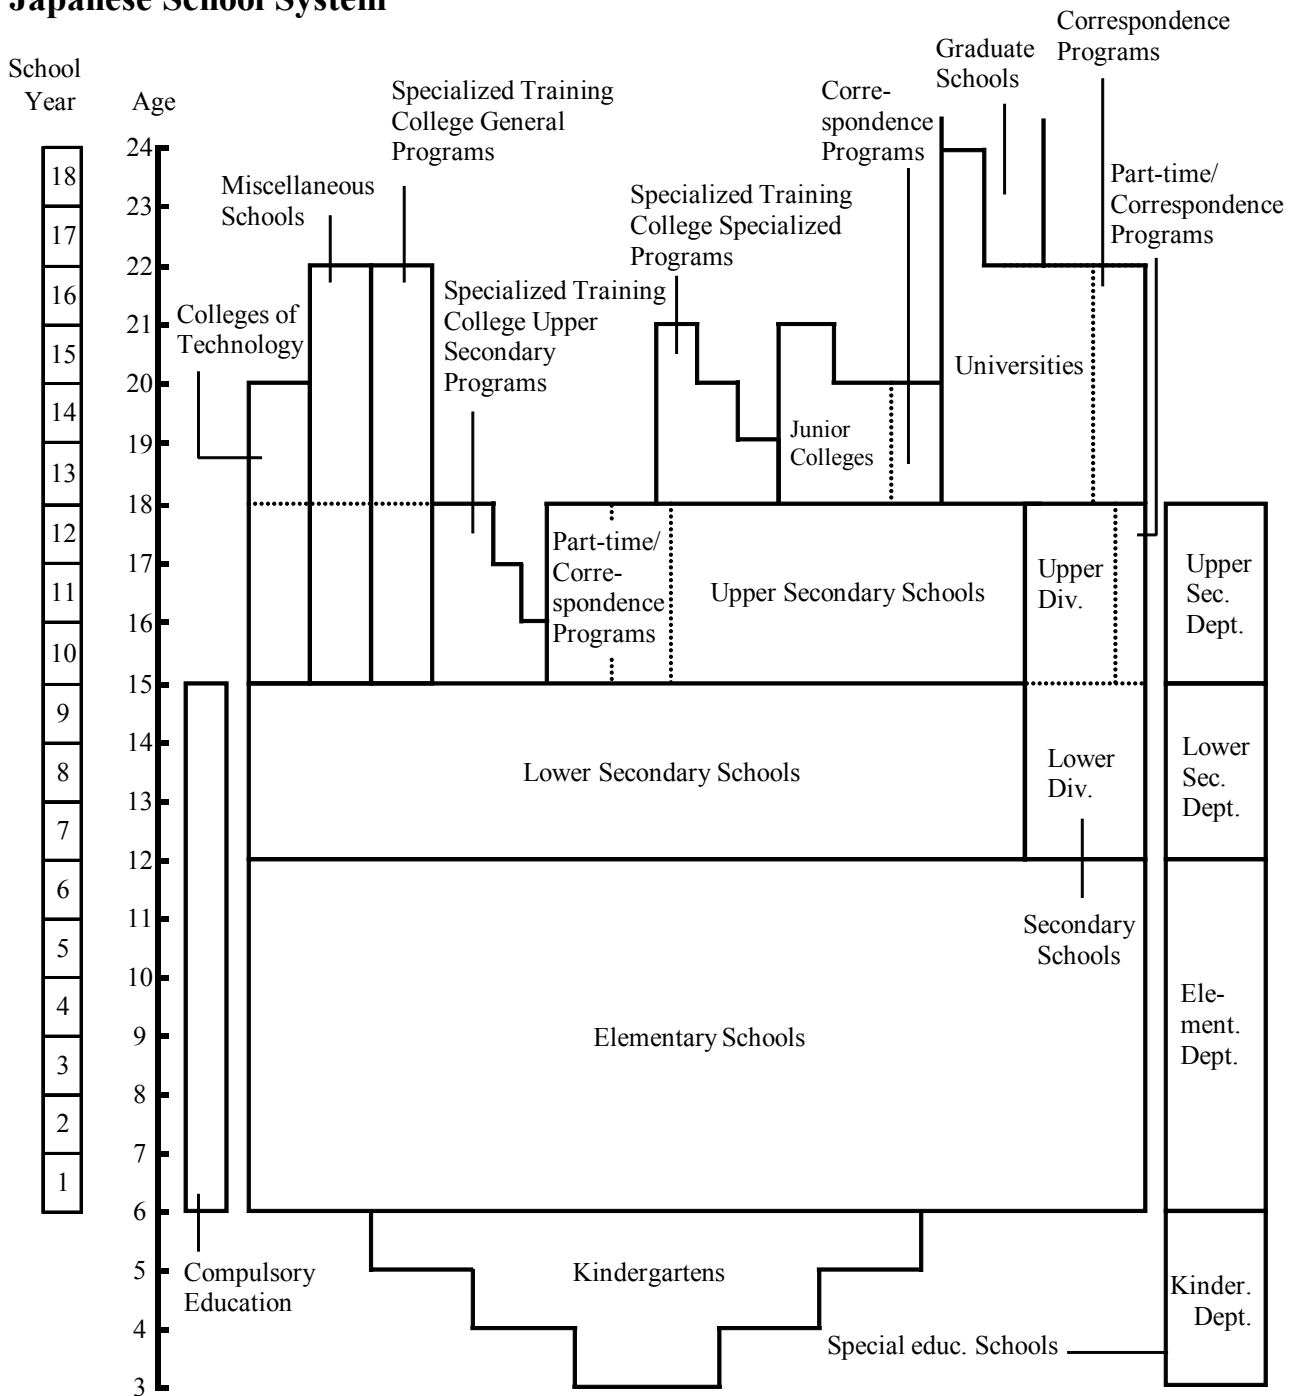 Japanese School System
School
Year
Age
Specialized Training
College General
Programs
Miscellaneous
Schools
Colleges of
Technology
Specialized Training
College Upper
Secondary
Programs
Specialized Training
College Specialized
Programs
Corre-
spondence
Programs
Graduate
Schools
Correspondence
Programs
Part-time/
Correspondence
Programs
24
23
22
21
20
19
18
17
16
15
14
13
12
11
10
9
8
7
6
5
4
3
18
17
16
15
14
13
12
11
10
9
8
7
6
5
4
3
2
1
Universities
Junior
Colleges
Part-time/
Corre-
spondence
Programs
Upper Secondary Schools
Upper
Div.
Upper
Sec.
Dept.
Lower Secondary Schools
Lower
Div.
Lower
Sec.
Dept.
Secondary
Schools
Elementary Schools
Ele-
ment.
Dept.
Compulsory
Education
Kindergartens
Kinder.
Dept.
Special educ. Schools